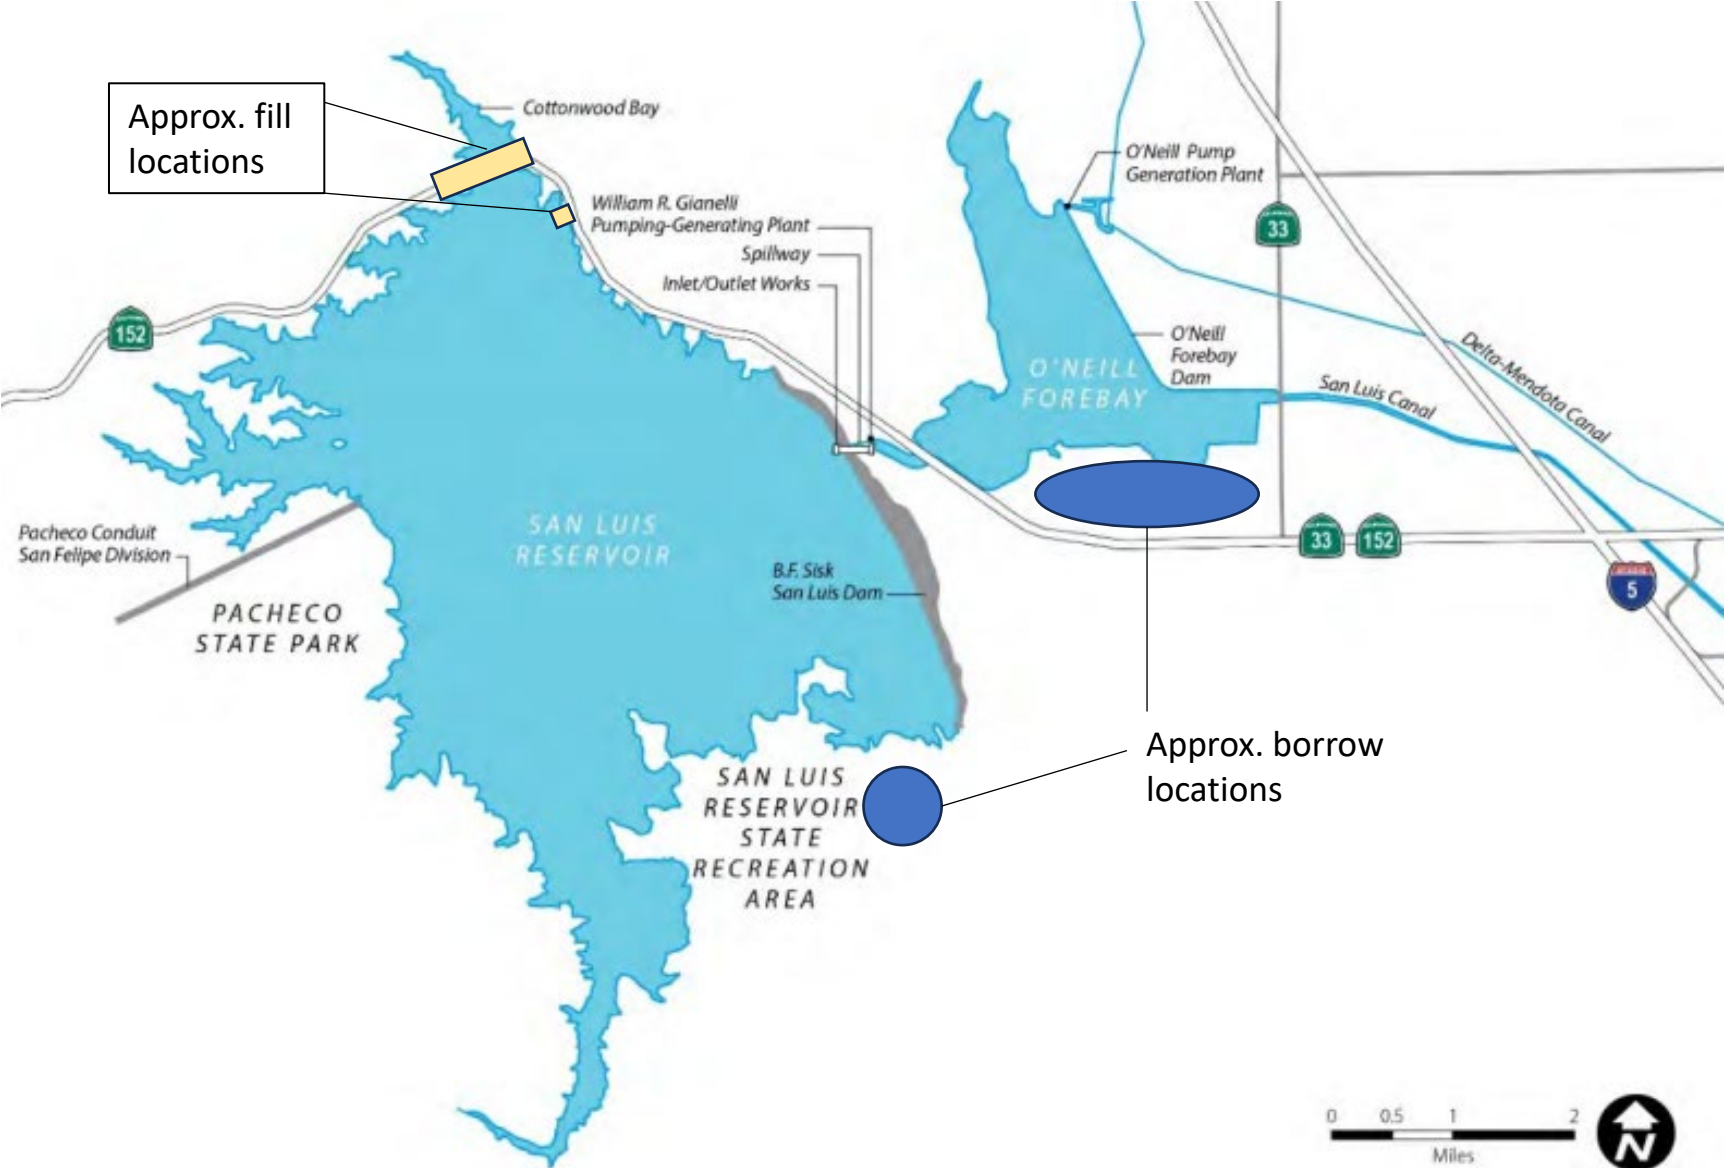 Approx. fill
locations
Cottonwood Bay
William R. Gianelli
Pumping-Generating Plant
Spillway
Inlet/Outlet Works
O'Neill Pump
Generation Plant
33
152
O'Neill
Forebay
Dam
O'NEILL
FOREBAY
San Luis Canal
Delta-Mendota Canal
Pacheco Conduit
San Felipe Division
SAN LUIS
RESERVOIR
B.F. Sisk
San Luis Dam
33
152
5
PACHECO
STATE PARK
Approx. borrow
locations
SAN LUIS
RESERVOIR
STATE
RECREATION
AREA
0 0.5 1 2
Miles
N